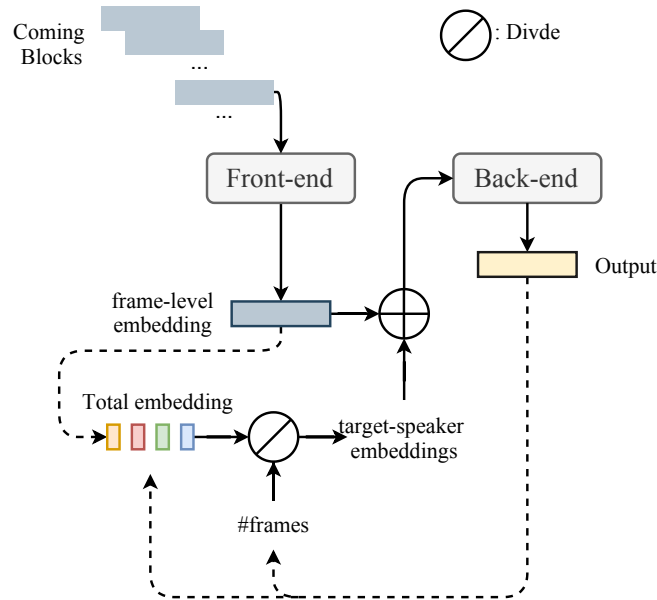 Coming
Blocks
: Divde
...
...
Front-end
Back-end
Output
frame-level
embedding
Total embedding
target-speaker
embeddings
#frames